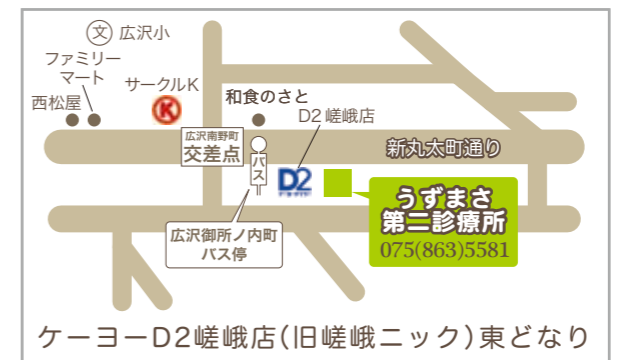 文 広沢小
ファミリー
マート
サークルK
西松屋
K
和食のさと
D2嵯峨店
広沢南野町
交差点
バス
新丸太町通り
D2
うずまさ
第二診療所
075(863)5581
広沢御所ノ内町
バス停
ケーヨーD2嵯峨店(旧嵯峨ニック)東どなり